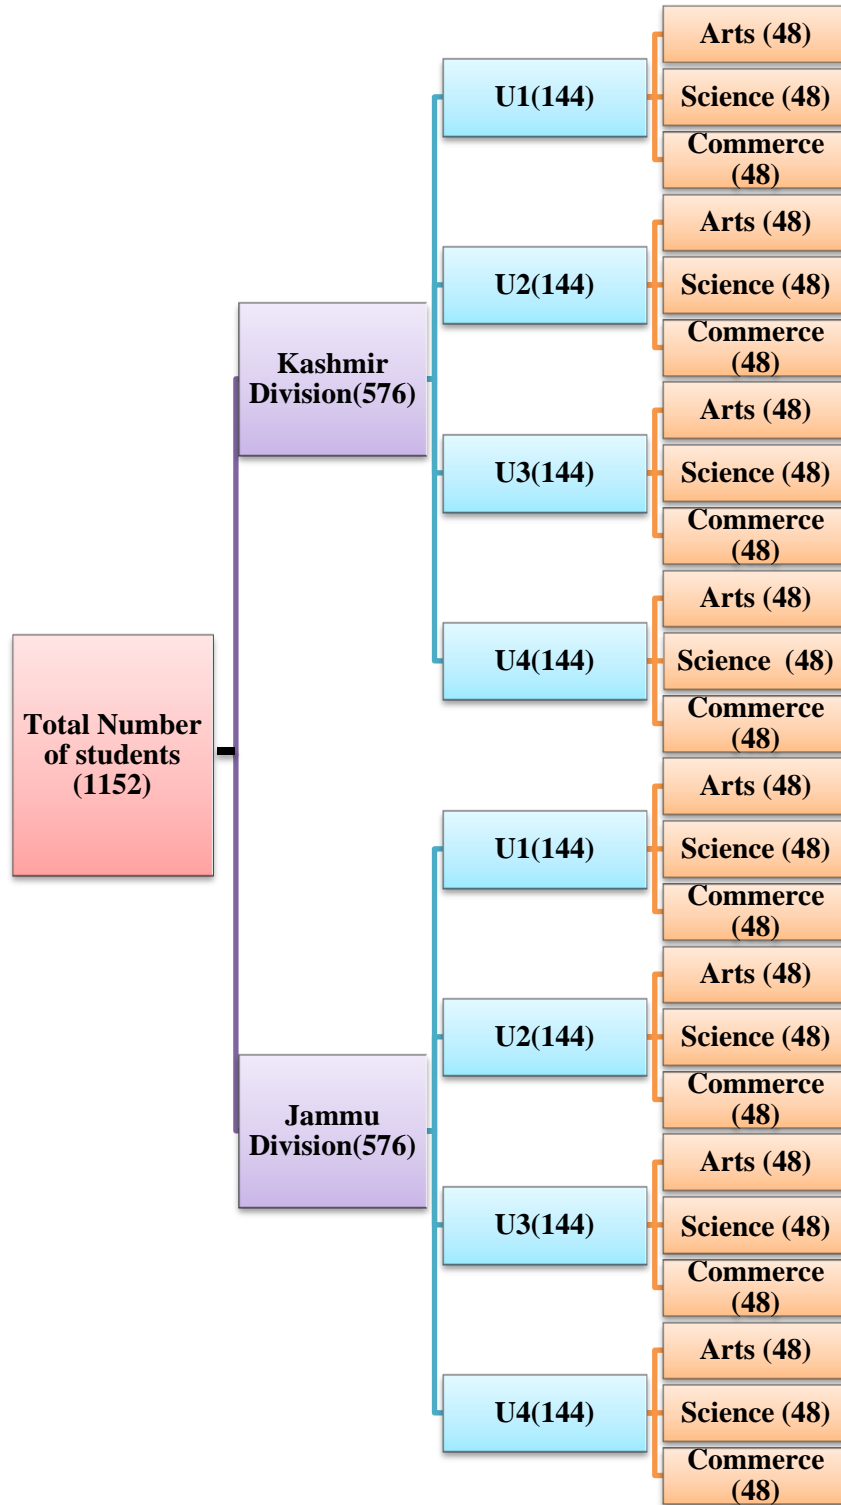 Total Number
of students
(1152)
Kashmir
Division(576)
U1(144)
Arts (48)
Science (48)
Commerce
(48)
U2(144)
Arts (48)
Science (48)
Commerce
(48)
U3(144)
Arts (48)
Science (48)
Commerce
(48)
U4(144)
Arts (48)
Science  (48)
Commerce
(48)
Jammu
Division(576)
U1(144)
Arts (48)
Science (48)
Commerce
(48)
U2(144)
Arts (48)
Science (48)
Commerce
(48)
U3(144)
Arts (48)
Science (48)
Commerce
(48)
U4(144)
Arts (48)
Science (48)
Commerce
(48)